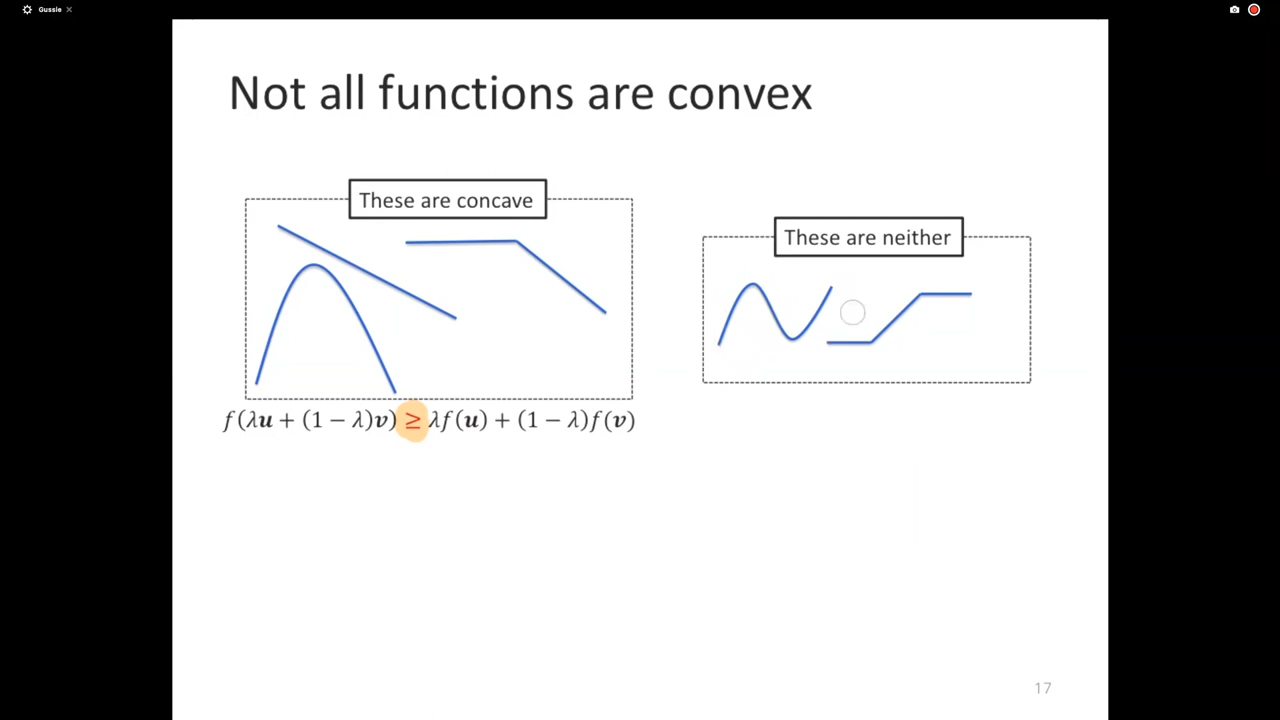 Gussie ×
Not all functions are convex
These are concave
These are neither
f(λu + (1 − λ)v) ≥ λf(u) + (1 − λ)f(v)
17